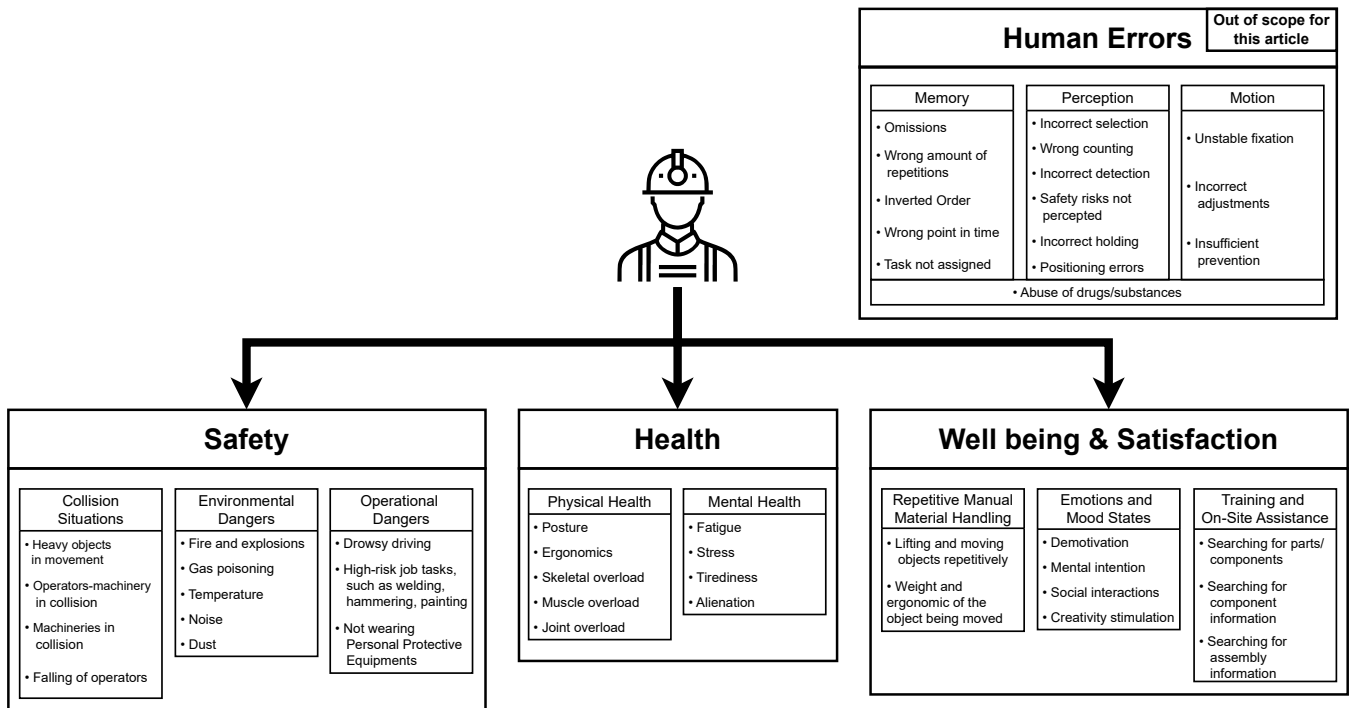 Human Errors
Out of scope for
this article
Memory
• Omissions
• Wrong amount of
repetitions
• Inverted Order
• Wrong point in time
• Task not assigned
Perception
• Incorrect selection
• Wrong counting
• Incorrect detection
• Safety risks not
percepted
• Incorrect holding
• Positioning errors
Motion
• Unstable fixation
• Incorrect
adjustments
• Insufficient
prevention
• Abuse of drugs/substances
Safety
Collision
Situations
• Heavy objects
in movement
• Operators-machinery
in collision
• Machineries in
collision
• Falling of operators
Environmental
Dangers
• Fire and explosions
• Gas poisoning
• Temperature
• Noise
• Dust
Operational
Dangers
• Drowsy driving
• High-risk job tasks,
such as welding,
hammering, painting
• Not wearing
Personal Protective
Equipments
Health
Physical Health
• Posture
• Ergonomics
• Skeletal overload
• Muscle overload
• Joint overload
Mental Health
• Fatigue
• Stress
• Tirediness
• Alienation
Well being & Satisfaction
Repetitive Manual
Material Handling
• Lifting and moving
objects repetitively
• Weight and
ergonomic of the
object being moved
Emotions and
Mood States
• Demotivation
• Mental intention
• Social interactions
• Creativity stimulation
Training and
On-Site Assistance
• Searching for parts/
components
• Searching for
component
information
• Searching for
assembly
information